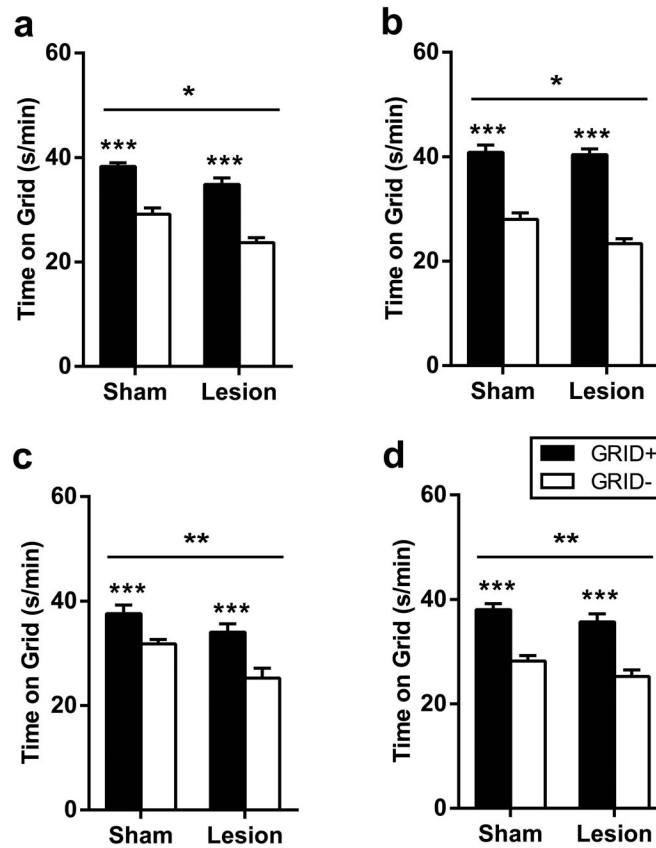 a
Time on Grid (s/min)
60
40
20
0
*
***
***
Sham
Lesion
b
Time on Grid (s/min)
60
40
20
0
*
***
***
Sham
Lesion
c
Time on Grid (s/min)
60
40
20
0
**
***
***
Sham
Lesion
d
GRID+
GRID-
Time on Grid (s/min)
60
40
20
0
**
***
***
Sham
Lesion